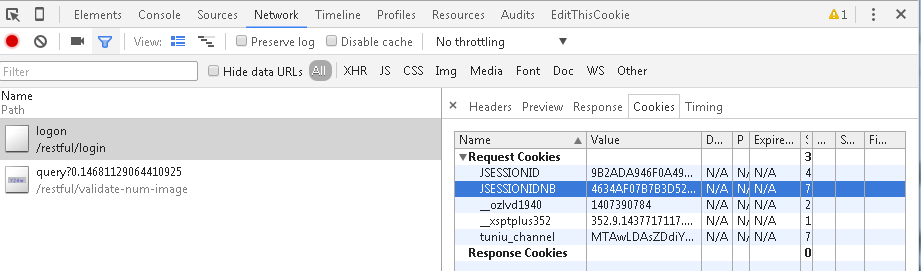 Elements Console Sources Network Timeline Profiles Resources Audits EditThisCookie 1
View: Preserve log Disable cache No throttling
Filter Hide data URLs All XHR JS CSS Img Media Font Doc WS Other
Name
Path
logon
/restful/login
query?0.14681129064410925
/restful/validate-num-image
Headers Preview Response Cookies Timing
Name Value D... P Expire... S ... S... Fi...
Request Cookies 3
JSESSIONID 9B2ADA946F0A49... N/A N/ N/A 4
JSESSIONIDNB 4634AF07B7B3D52... N/A N/ N/A 7
__ozlvd1940 1407390784 N/A N/ N/A 2
__xsptplus352 352.9.1437717117.... N/A N/ N/A 1
tuniu_channel MTAwLDAsZDdiY... N/A N/ N/A 7
Response Cookies 0